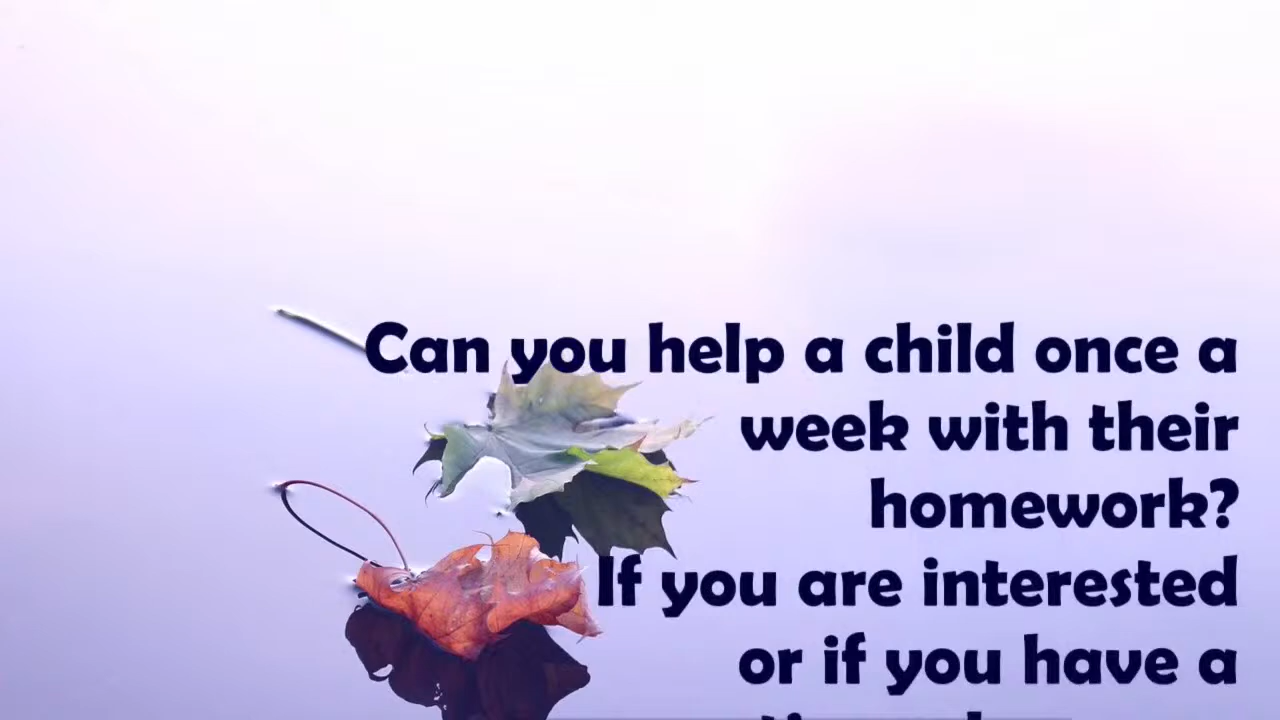 Can you help a child once a
week with their
homework?
If you are interested
or if you have a